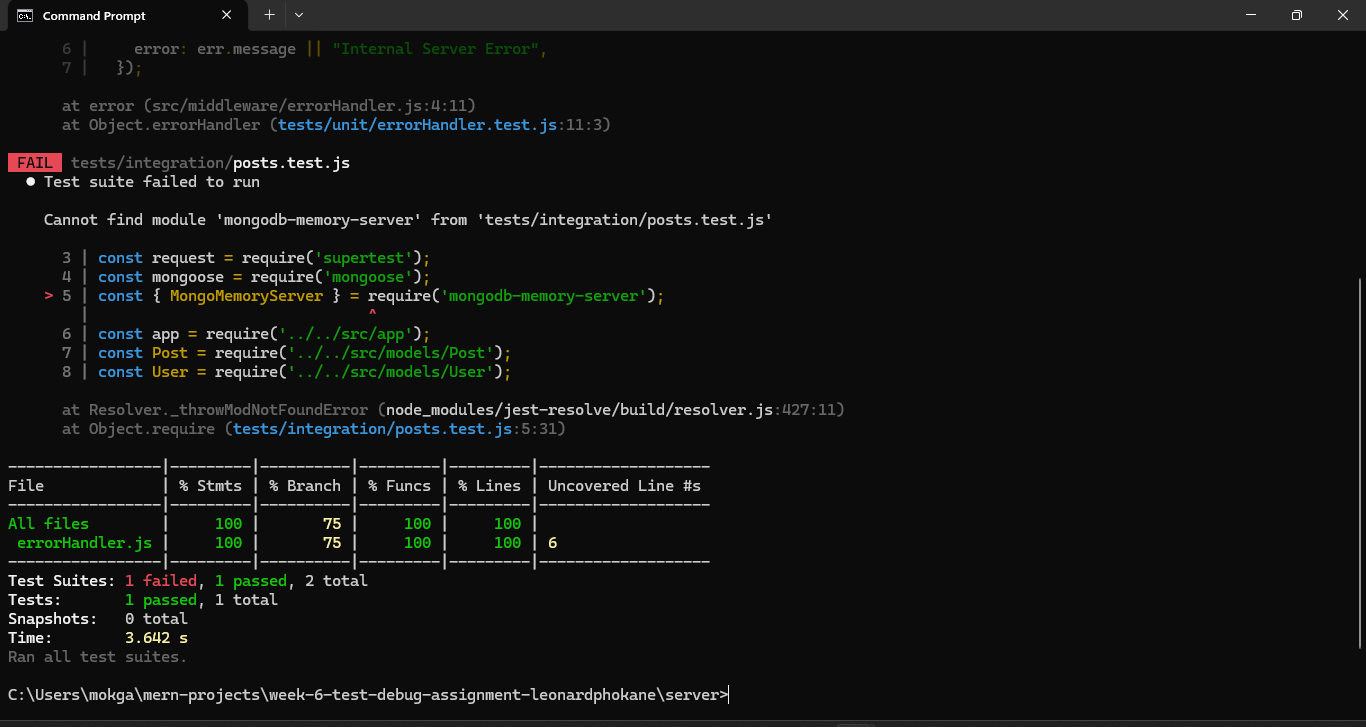 Command Prompt
6 |     error: err.message || "Internal Server Error",
7 |   });
at error (src/middleware/errorHandler.js:4:11)
at Object.errorHandler (tests/unit/errorHandler.test.js:11:3)
FAIL tests/integration/posts.test.js
● Test suite failed to run
Cannot find module 'mongodb-memory-server' from 'tests/integration/posts.test.js'
3 | const request = require('supertest');
4 | const mongoose = require('mongoose');
> 5 | const { MongoMemoryServer } = require('mongodb-memory-server');
|                               ^
6 | const app = require('../../src/app');
7 | const Post = require('../../src/models/Post');
8 | const User = require('../../src/models/User');
at Resolver._throwModNotFoundError (node_modules/jest-resolve/build/resolver.js:427:11)
at Object.require (tests/integration/posts.test.js:5:31)
-----------------|---------|----------|---------|---------|-------------------
File             | % Stmts | % Branch | % Funcs | % Lines | Uncovered Line #s
-----------------|---------|----------|---------|---------|-------------------
All files        |     100 |       75 |     100 |     100 |
 errorHandler.js |     100 |       75 |     100 |     100 | 6
-----------------|---------|----------|---------|---------|-------------------
Test Suites: 1 failed, 1 passed, 2 total
Tests:       1 passed, 1 total
Snapshots:   0 total
Time:        3.642 s
Ran all test suites.
C:\Users\mokga\mern-projects\week-6-test-debug-assignment-leonardphokane\server>